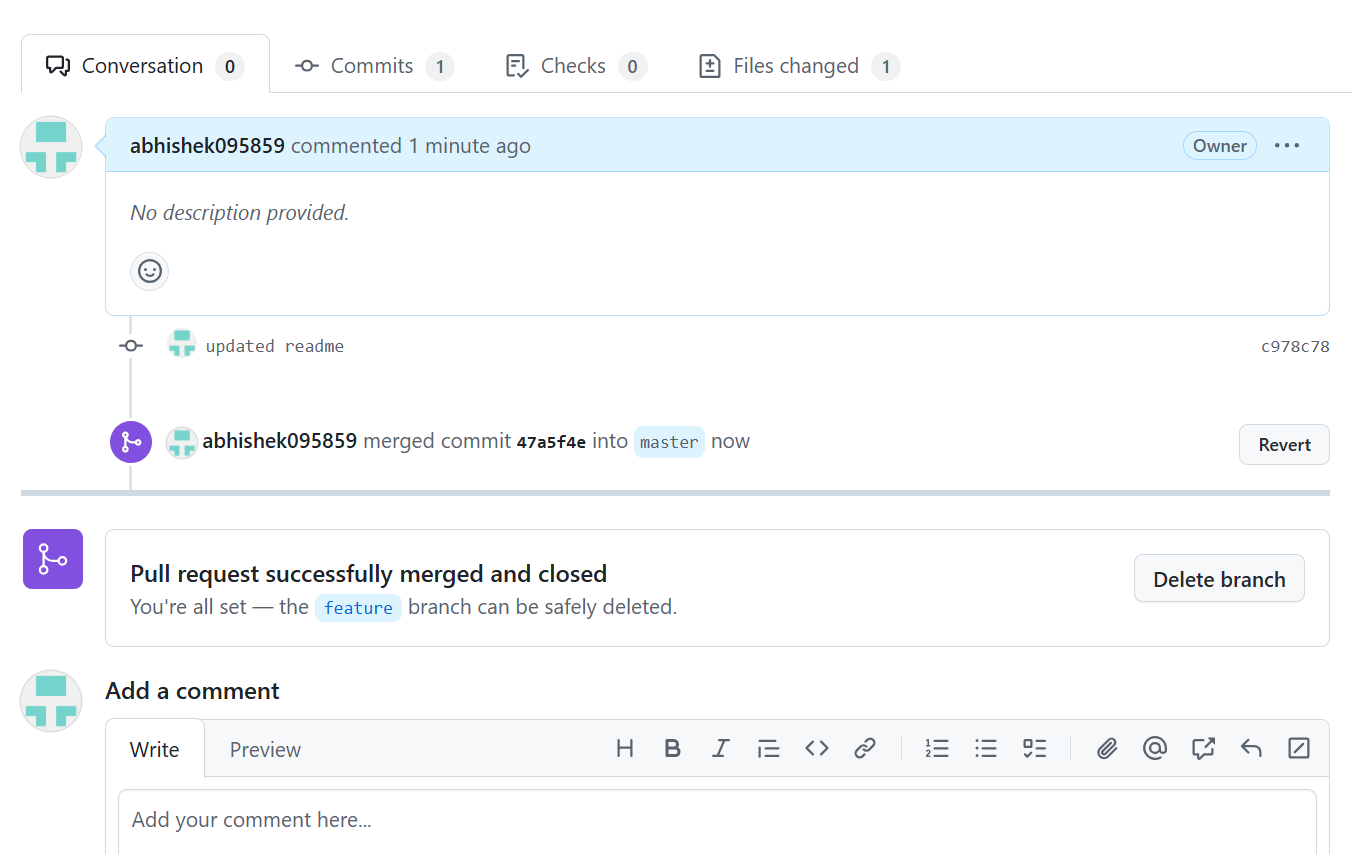 Conversation 0 Commits 1 Checks 0 Files changed 1
abhishek095859 commented 1 minute ago Owner
No description provided.
updated readme c978c78
abhishek095859 merged commit 47a5f4e into master now Revert
Pull request successfully merged and closed
You're all set — the feature branch can be safely deleted.
Delete branch
Add a comment
Write Preview
Add your comment here...